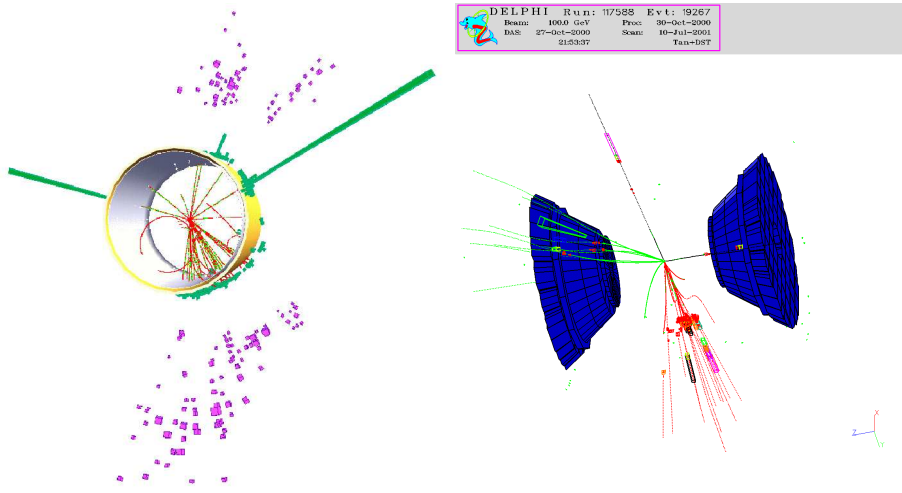 DELPHI Run: 117588 Evt: 19267
Beam: 100.0 GeV Proc: 30-Oct-2000
DAS: 27-Oct-2000 Scan: 10-Jul-2001
21:53:37 Tan+DST
X
Z
Y